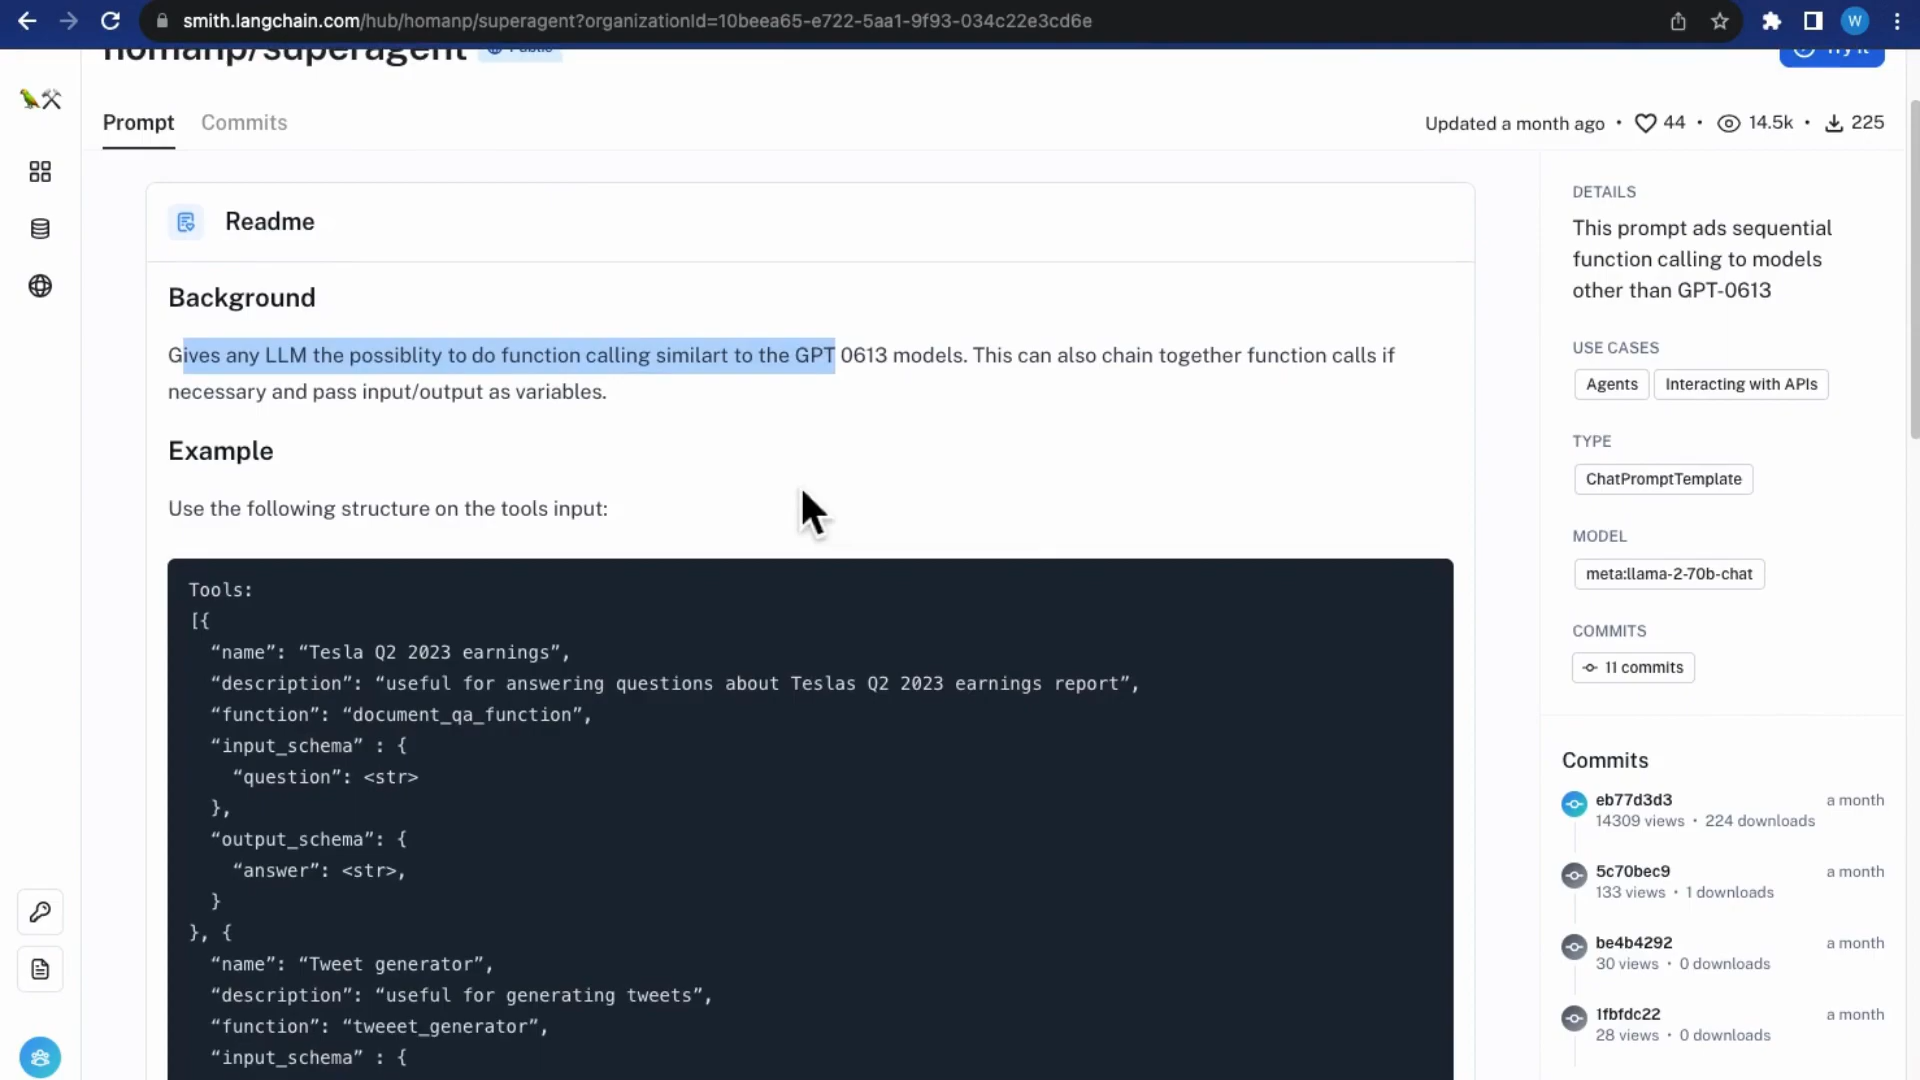 smith.langchain.com/hub/homanp/superagent?organizationId=10beea65-e722-5aa1-9f93-034c22e3cd6e
W
homanp/superagent Public
Try it
Prompt Commits
Updated a month ago • 44 • 14.5k • 225
Readme
Background
Gives any LLM the possiblity to do function calling similart to the GPT 0613 models. This can also chain together function calls if
necessary and pass input/output as variables.
Example
Use the following structure on the tools input:
Tools:
[{
“name”: “Tesla Q2 2023 earnings”,
“description”: “useful for answering questions about Teslas Q2 2023 earnings report”,
“function”: “document_qa_function”,
“input_schema” : {
“question”: <str>
},
“output_schema”: {
“answer”: <str>,
}
}, {
“name”: “Tweet generator”,
“description”: “useful for generating tweets”,
“function”: “tweeet_generator”,
“input_schema” : {
DETAILS
This prompt ads sequential
function calling to models
other than GPT-0613
USE CASES
Agents Interacting with APIs
TYPE
ChatPromptTemplate
MODEL
meta:llama-2-70b-chat
COMMITS
11 commits
Commits
eb77d3d3 a month
14309 views • 224 downloads
5c70bec9 a month
133 views • 1 downloads
be4b4292 a month
30 views • 0 downloads
1fbfdc22 a month
28 views • 0 downloads